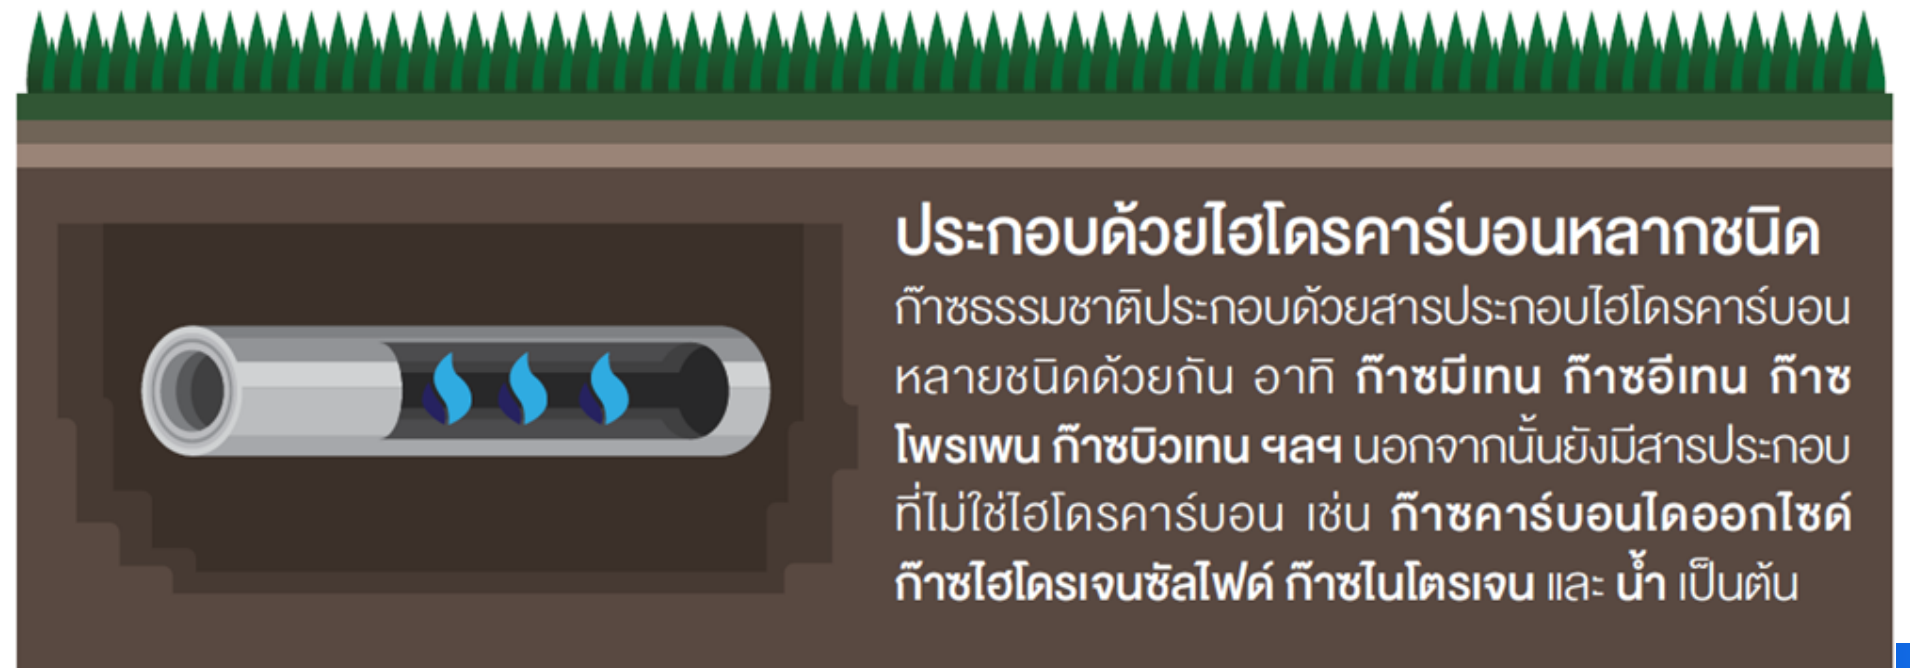 ประกอบด้วยไฮโดรคาร์บอนหลากชนิด
ก๊าซธรรมชาติประกอบด้วยสารประกอบไฮโดรคาร์บอน
หลายชนิดด้วยกัน อาทิ ก๊าซมีเทน ก๊าซอีเทน ก๊าซ
โพรเพน ก๊าซบิวเทน ฯลฯ นอกจากนั้นยังมีสารประกอบ
ที่ไม่ใช่ไฮโดรคาร์บอน เช่น ก๊าซคาร์บอนไดออกไซด์
ก๊าซไฮโดรเจนซัลไฟด์ ก๊าซไนโตรเจน และ น้ำ เป็นต้น